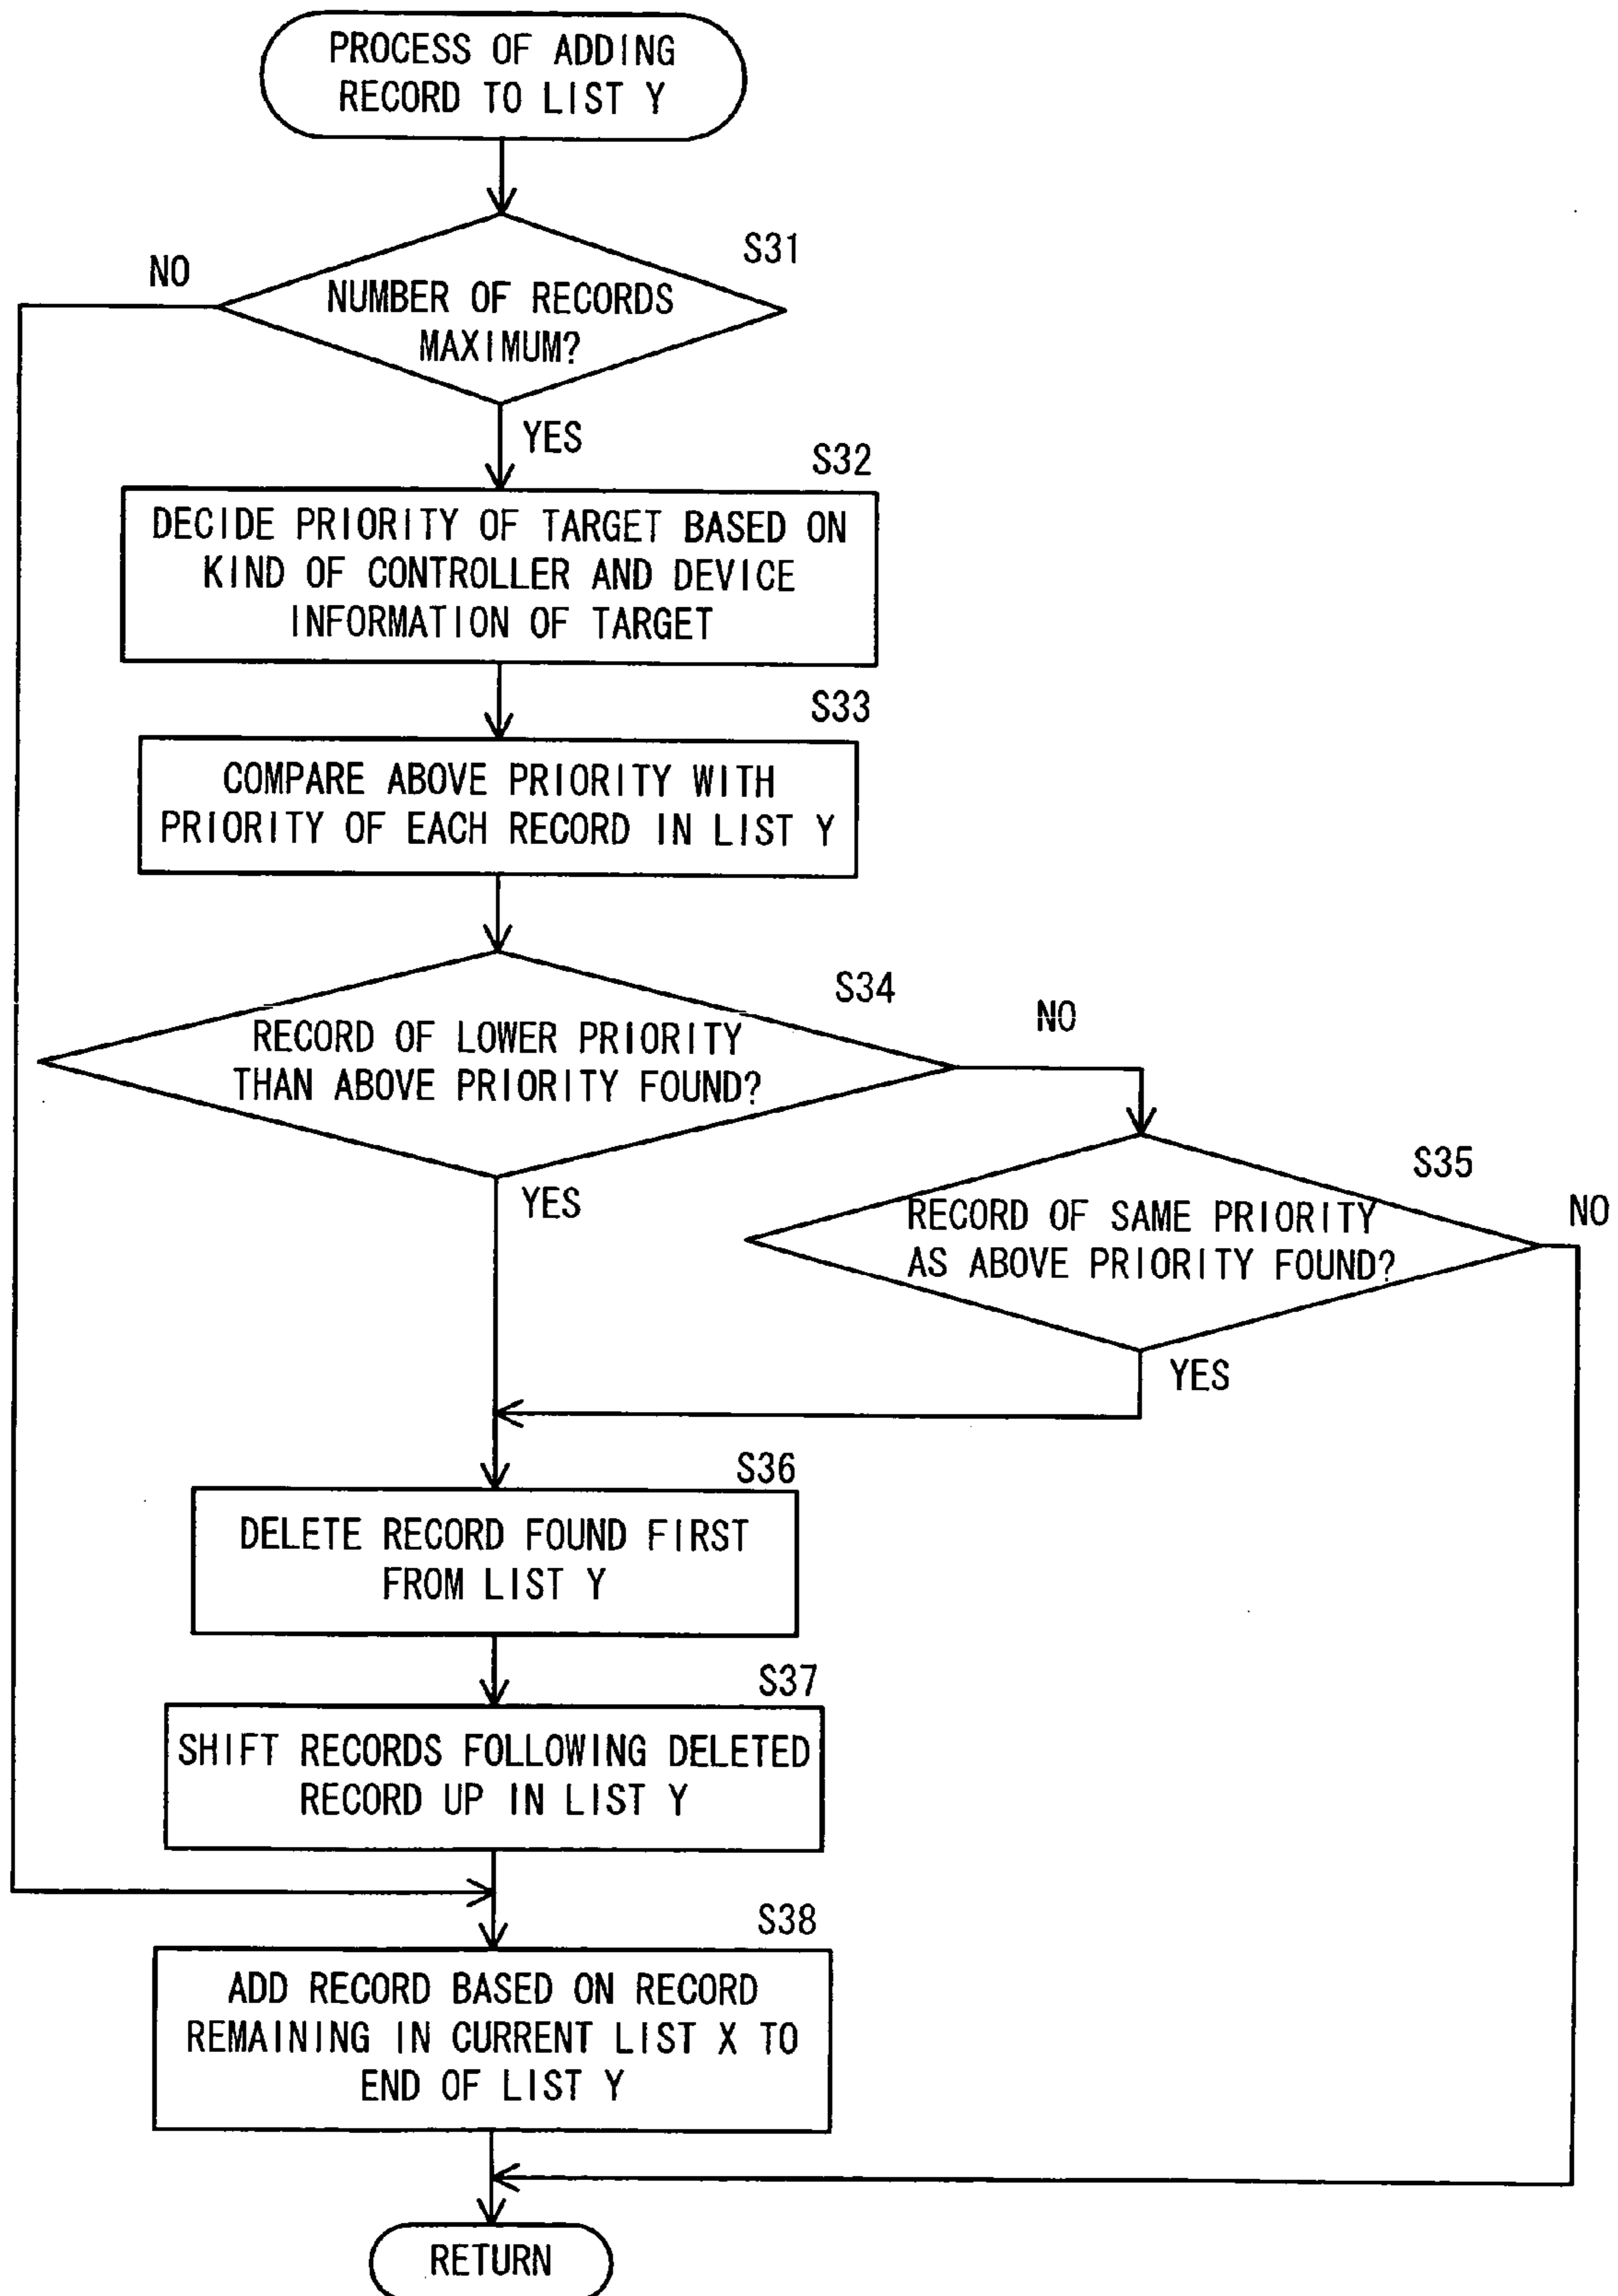 PROCESS OF ADDING
RECORD TO LIST Y
S31
NO
NUMBER OF RECORDS
MAXIMUM?
YES
S32
DECIDE PRIORITY OF TARGET BASED ON
KIND OF CONTROLLER AND DEVICE
INFORMATION OF TARGET
S33
COMPARE ABOVE PRIORITY WITH
PRIORITY OF EACH RECORD IN LIST Y
S34
NO
RECORD OF LOWER PRIORITY
THAN ABOVE PRIORITY FOUND?
YES
S35
NO
RECORD OF SAME PRIORITY
AS ABOVE PRIORITY FOUND?
YES
S36
DELETE RECORD FOUND FIRST
FROM LIST Y
S37
SHIFT RECORDS FOLLOWING DELETED
RECORD UP IN LIST Y
S38
ADD RECORD BASED ON RECORD
REMAINING IN CURRENT LIST X TO
END OF LIST Y
RETURN